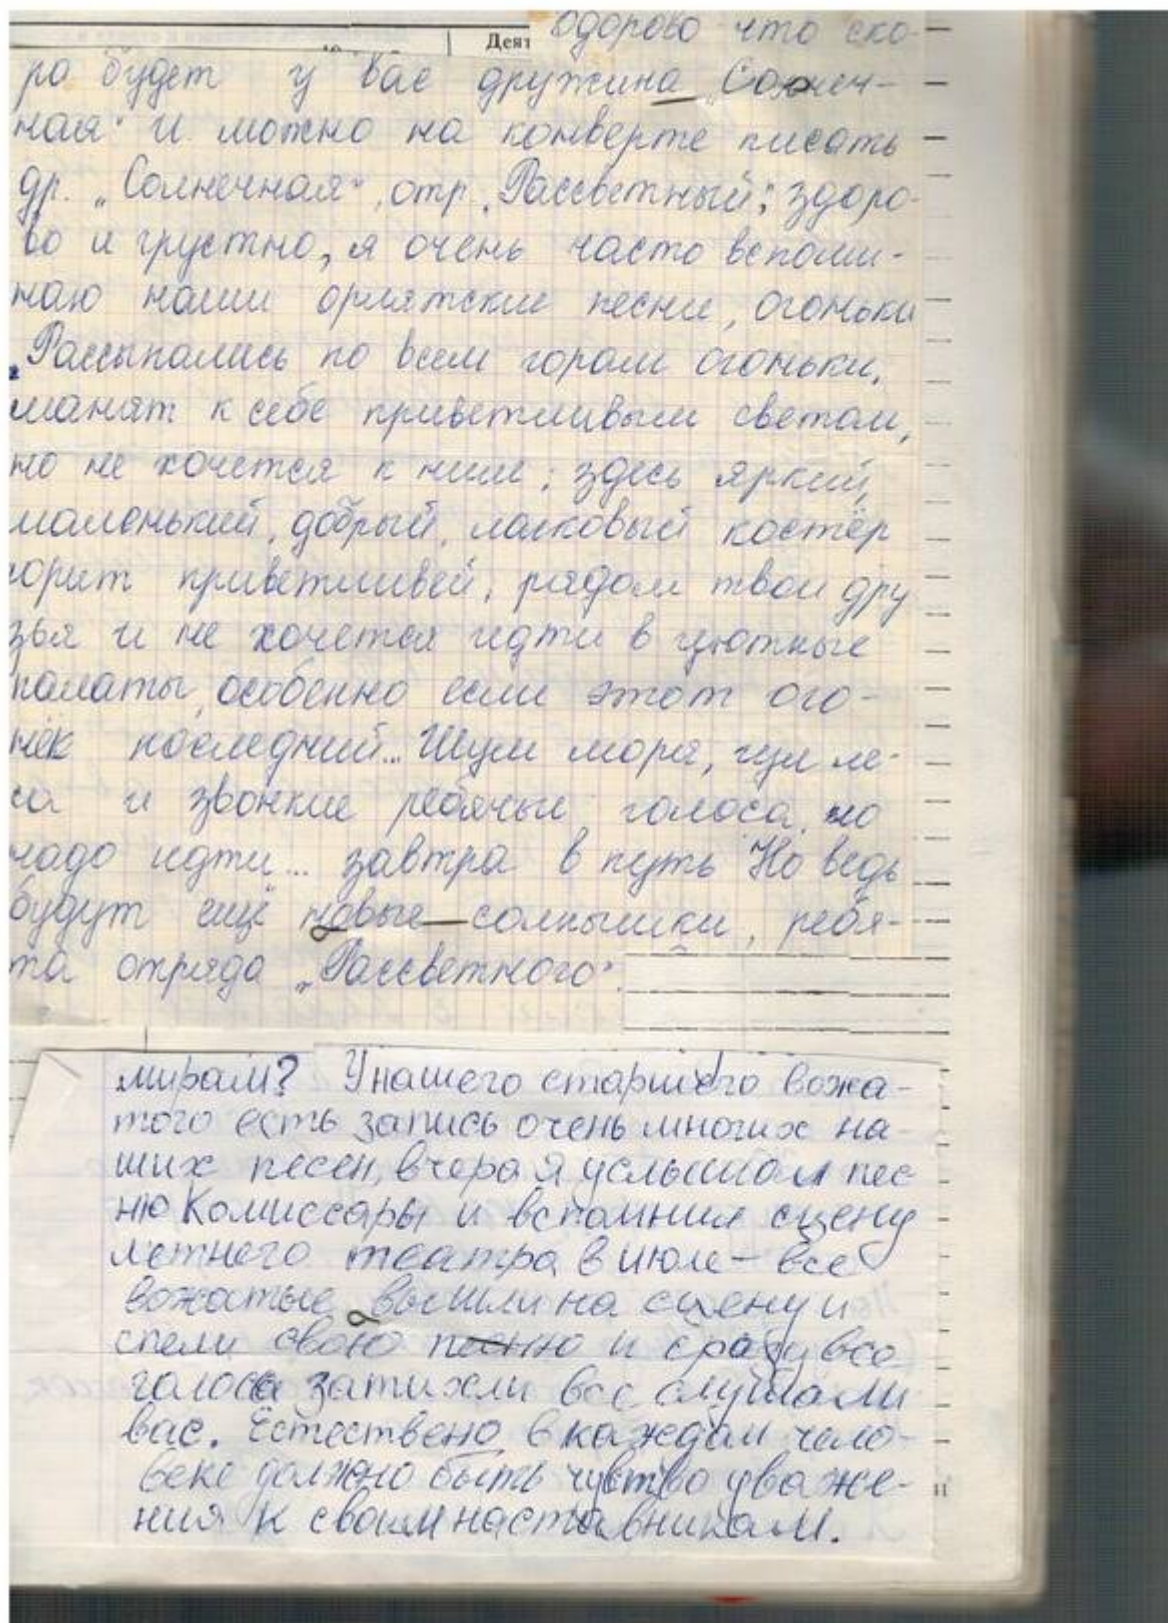 Деят
здорово что ско-
ро будет у вас дружина „Солнеч-
ная" и можно на конверте писать
др. „Солнечная", отр. „Рассветный"; здоро-
во и грустно, я очень часто вспоми-
наю наши орлятские песни, огоньки
„Рассыпались по всем горам огоньки,
манят к себе приветливым светом,
но не хочется к ним: здесь яркий,
маленький, добрый, ласковый костёр
горит приветливей, рядом твои дру
зья и не хочется идти в уютные
палаты, особенно если этот ого-
нёк последний... Шум моря, гул ле-
са и звонкие ребячьи голоса, но
надо идти... завтра в путь Но ведь
будут ещё новые солнышки, ребя-
та отряда „Рассветного".
мирам? У нашего старшего вожа-
того есть запись очень многих на-
ших песен, вчера я услышал пес
ню Комиссары и вспомнил сцену
летнего театра в июле - все
вожатые вышли на сцену и
спели свою песню и сразу все
голоса затихли все слушали
вас. Естествено в каждом чело-
веке должно быть чувство уваже-
ния к своим наставникам.